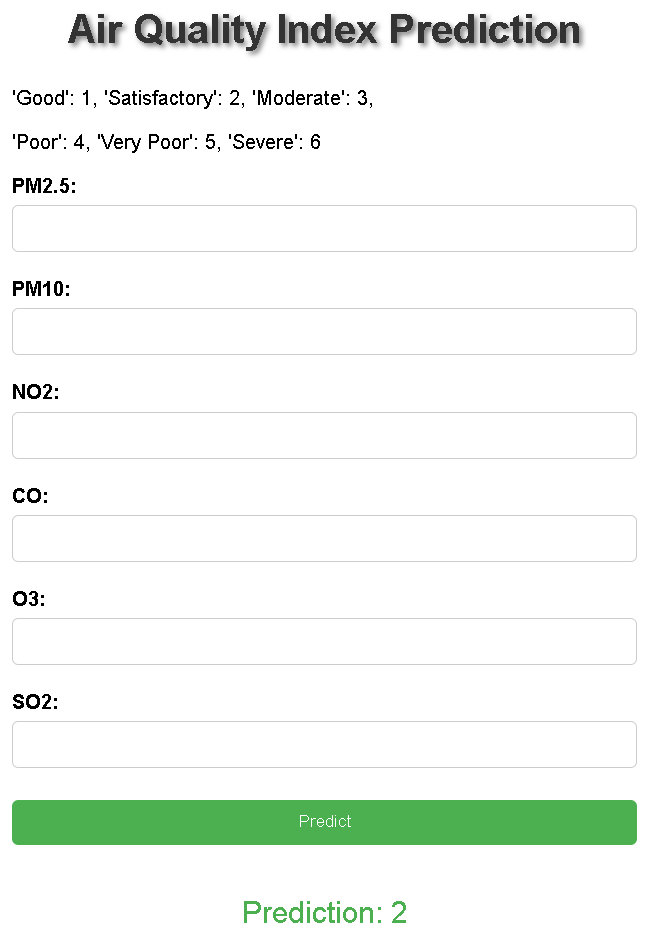 Air Quality Index Prediction
'Good': 1, 'Satisfactory': 2, 'Moderate': 3,
'Poor': 4, 'Very Poor': 5, 'Severe': 6
PM2.5:
PM10:
NO2:
CO:
O3:
SO2:
Predict
Prediction: 2